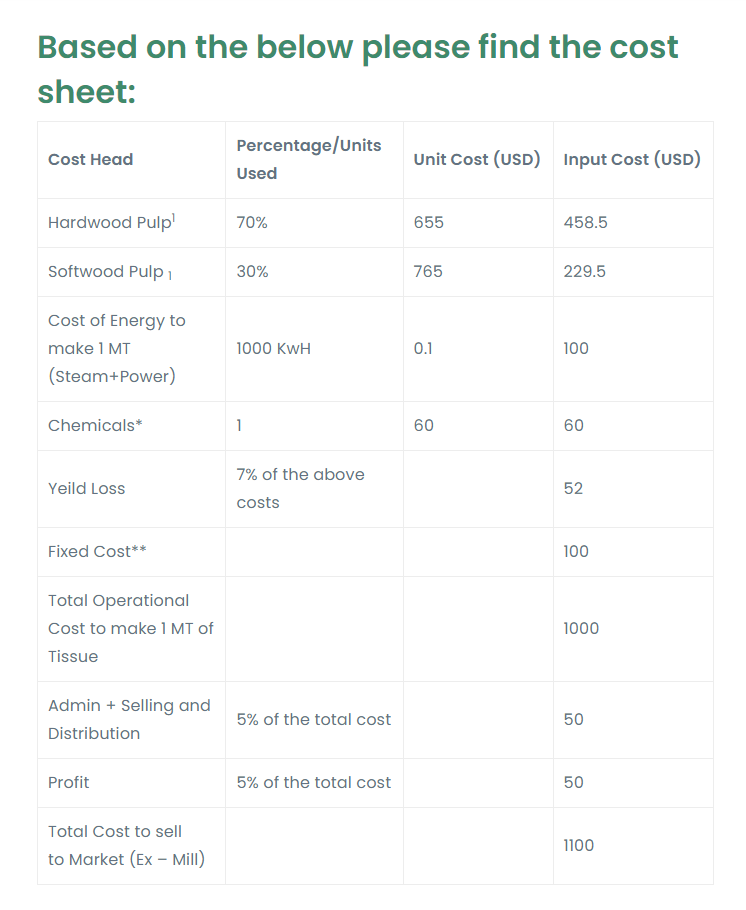 Based on the below please find the cost
sheet:
Cost Head
Percentage/Units
Used
Unit Cost (USD)
Input Cost (USD)
Hardwood Pulp1
70%
655
458.5
Softwood Pulp 1
30%
765
229.5
Cost of Energy to
make 1 MT
(Steam+Power)
1000 KwH
0.1
100
Chemicals*
1
60
60
Yeild Loss
7% of the above
costs
52
Fixed Cost**
100
Total Operational
Cost to make 1 MT of
Tissue
1000
Admin + Selling and
Distribution
5% of the total cost
50
Profit
5% of the total cost
50
Total Cost to sell
to Market (Ex – Mill)
1100